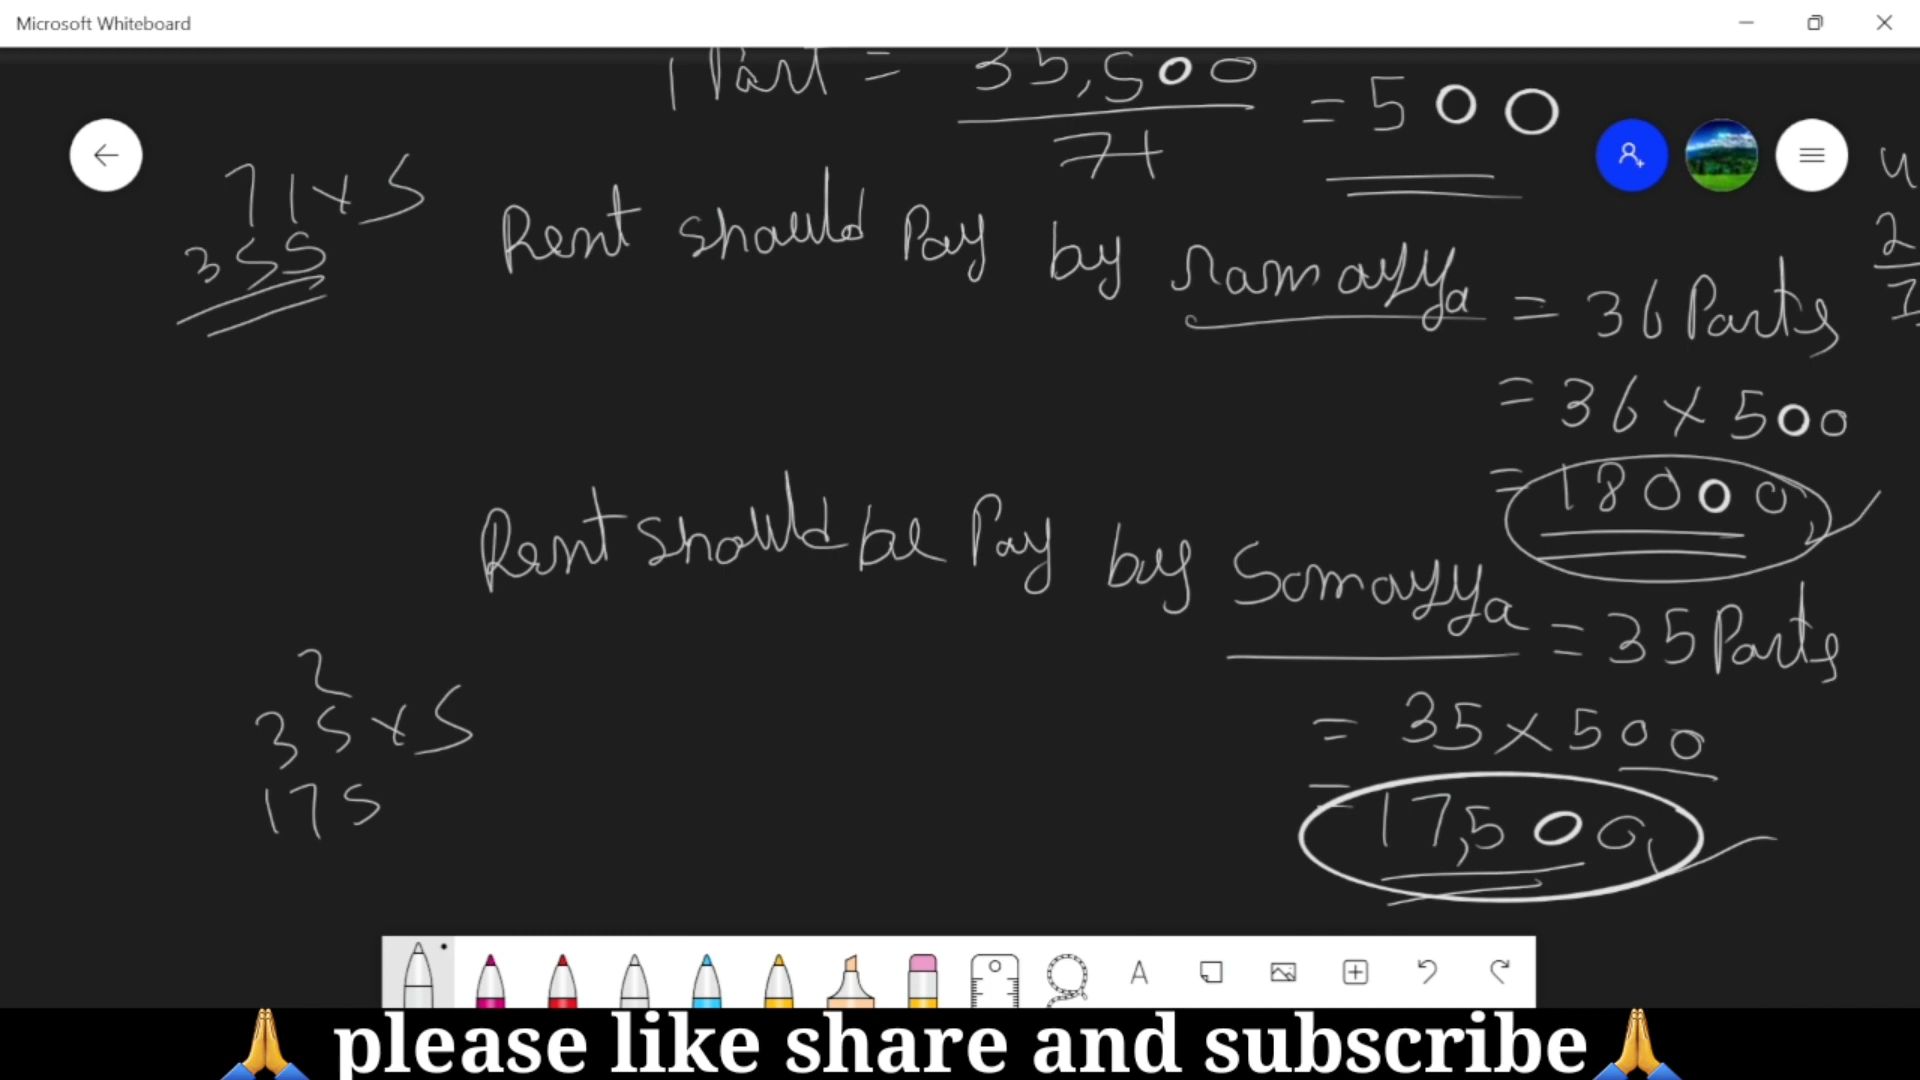 Microsoft Whiteboard
1 Part = 35,500 / 71 = 500
71 x 5
355
Rent should Pay by ramayya = 36 Parts
= 36 x 500
= 18000
Rent should be Pay by Somayya = 35 Parts
2
35 x 5
175
= 35 x 500
= 17,500
A
🙏 please like share and subscribe 🙏